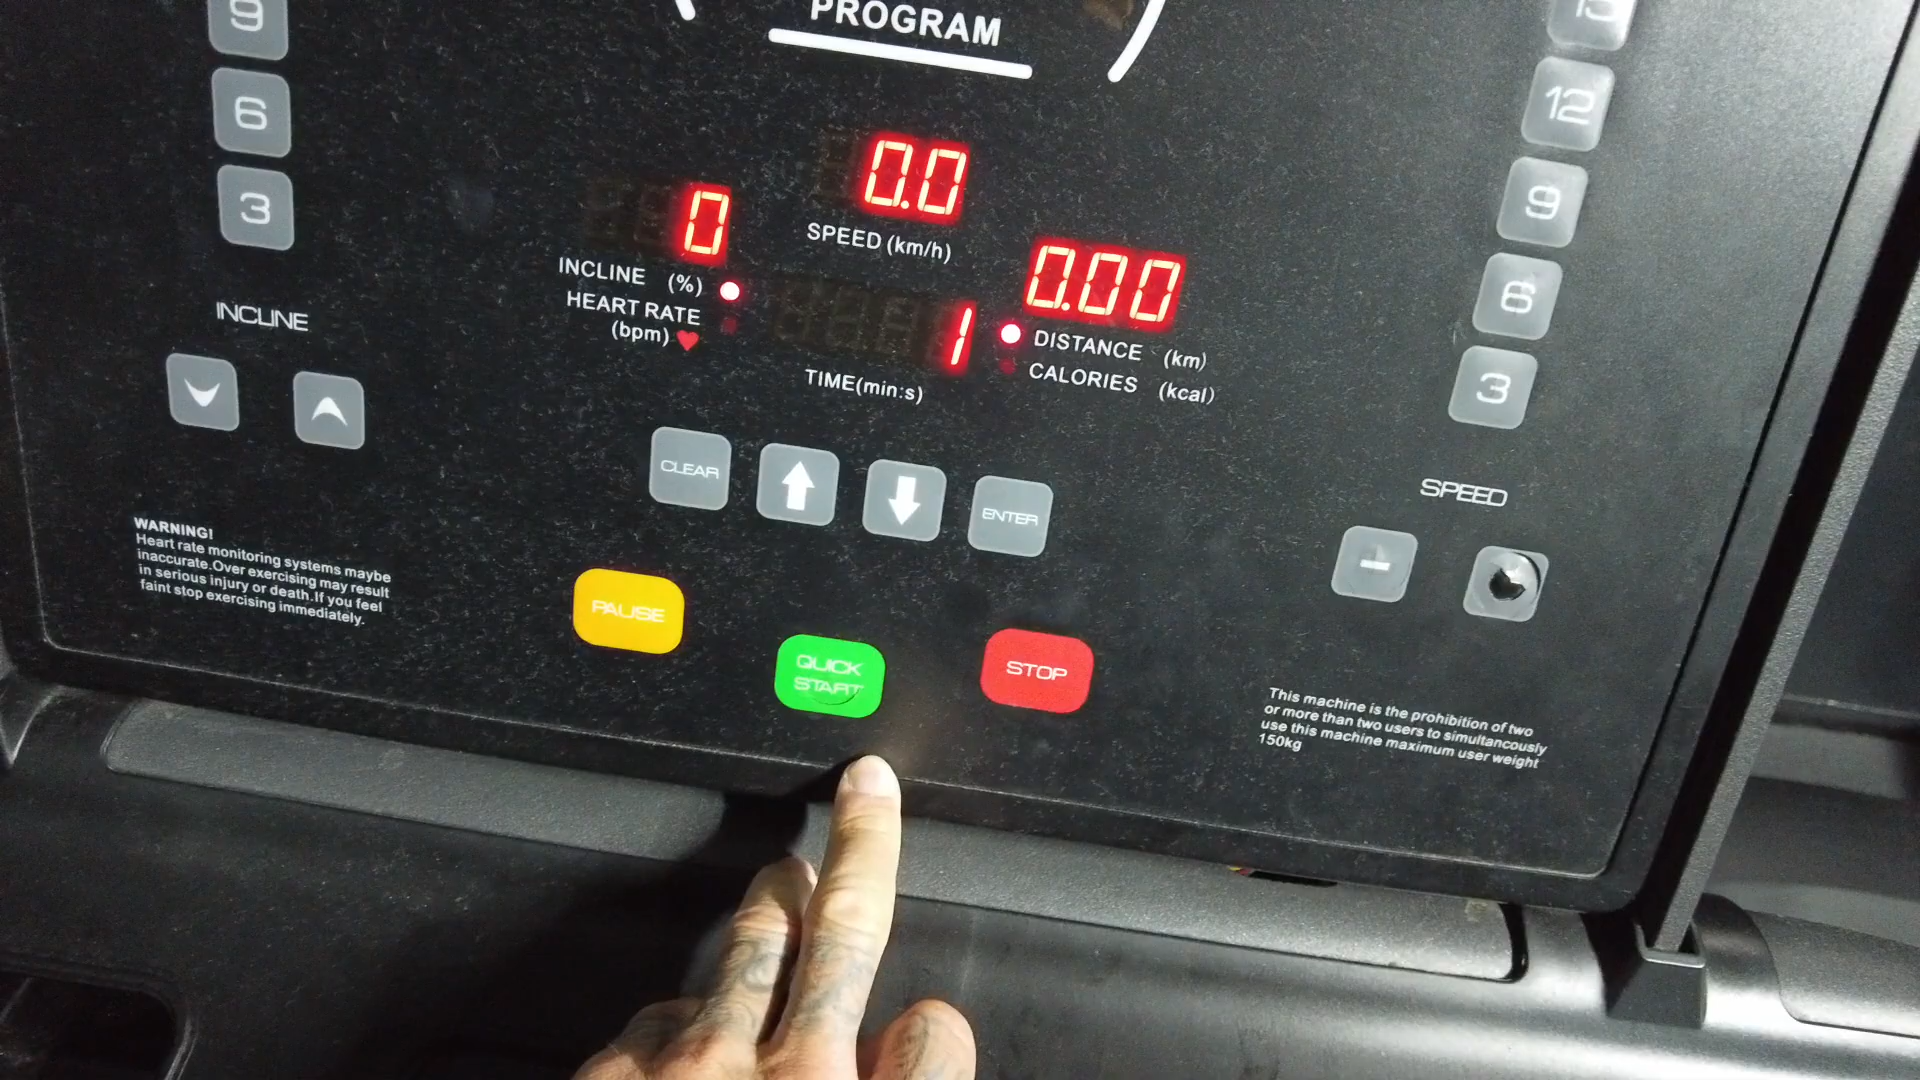 PROGRAM
9
6
3
INCLINE
0
INCLINE (%)
HEART RATE
(bpm)
0.0
SPEED (km/h)
1
TIME(min:s)
0.00
DISTANCE (km)
CALORIES (kcal)
15
12
9
6
3
SPEED
-
CLEAR
ENTER
PAUSE
QUICK
START
STOP
WARNING!
Heart rate monitoring systems maybe
inaccurate.Over exercising may result
in serious injury or death.If you feel
faint stop exercising immediately.
This machine is the prohibition of two
or more than two users to simultancously
use this machine maximum user weight
150kg